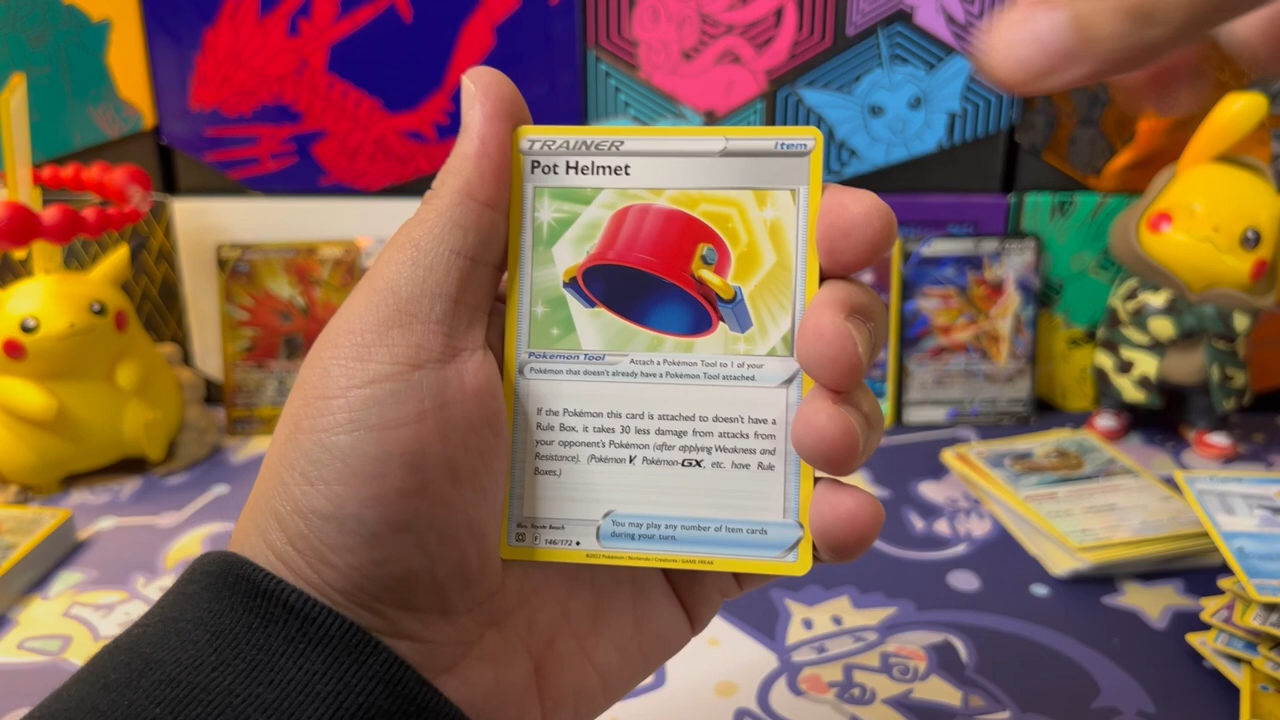 TRAINER Item
Pot Helmet
Pokémon Tool Attach a Pokémon Tool to 1 of your
Pokémon that doesn't already have a Pokémon Tool attached.
If the Pokémon this card is attached to doesn't have a
Rule Box, it takes 30 less damage from attacks from
your opponent's Pokémon (after applying Weakness and
Resistance). (Pokémon V, Pokémon-GX, etc. have Rule
Boxes.)
Illus. Toyste Beach
F 146/172
You may play any number of Item cards
during your turn.
©2022 Pokémon / Nintendo / Creatures / GAME FREAK